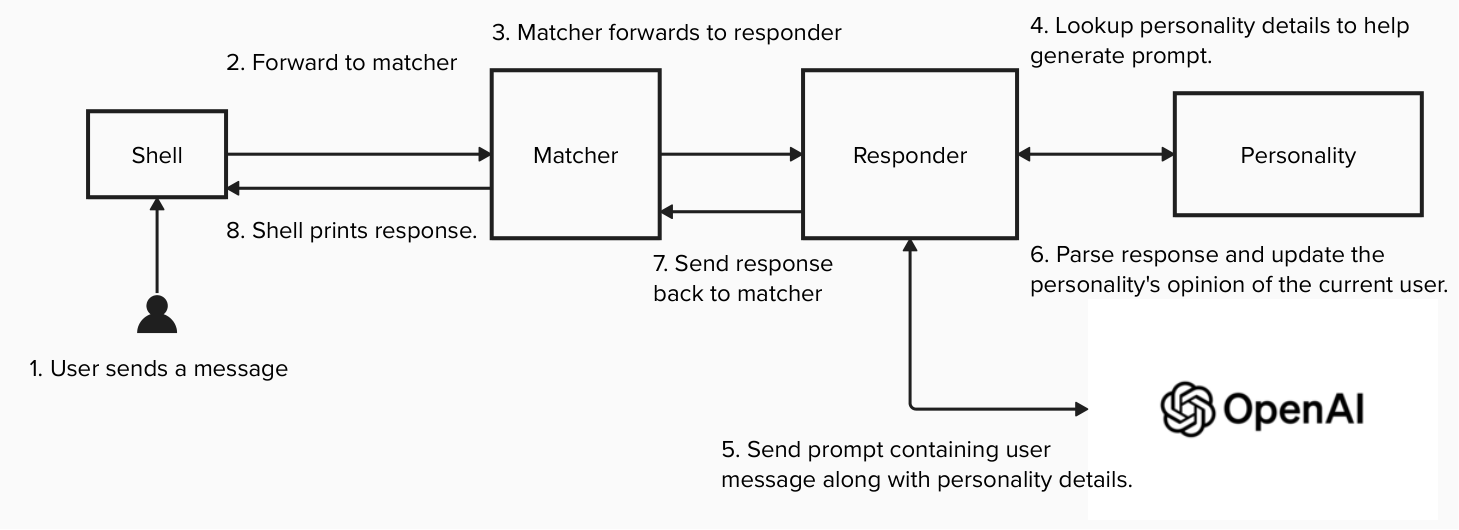 3. Matcher forwards to responder
4. Lookup personality details to help
generate prompt.
2. Forward to matcher
Shell
Matcher
Responder
Personality
8. Shell prints response.
7. Send response
back to matcher
6. Parse response and update the
personality's opinion of the current user.
1. User sends a message
OpenAI
5. Send prompt containing user
message along with personality details.